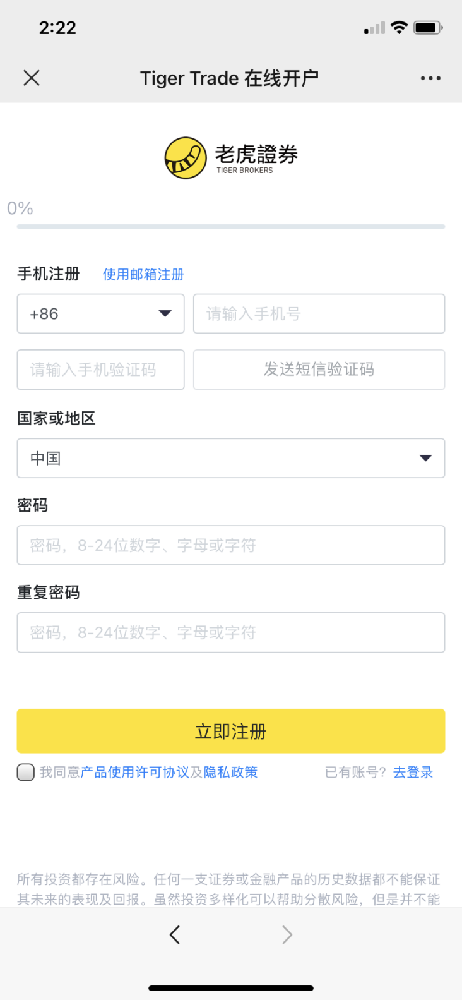 2:22
Tiger Trade 在线开户
老虎證券
TIGER BROKERS
0%
手机注册 使用邮箱注册
+86 请输入手机号
请输入手机验证码 发送短信验证码
国家或地区
中国
密码
密码，8-24位数字、字母或字符
重复密码
密码，8-24位数字、字母或字符
立即注册
我同意产品使用许可协议及隐私政策 已有账号? 去登录
所有投资都存在风险。任何一支证券或金融产品的历史数据都不能保证
其未来的表现及回报。虽然投资多样化可以帮助分散风险，但是并不能